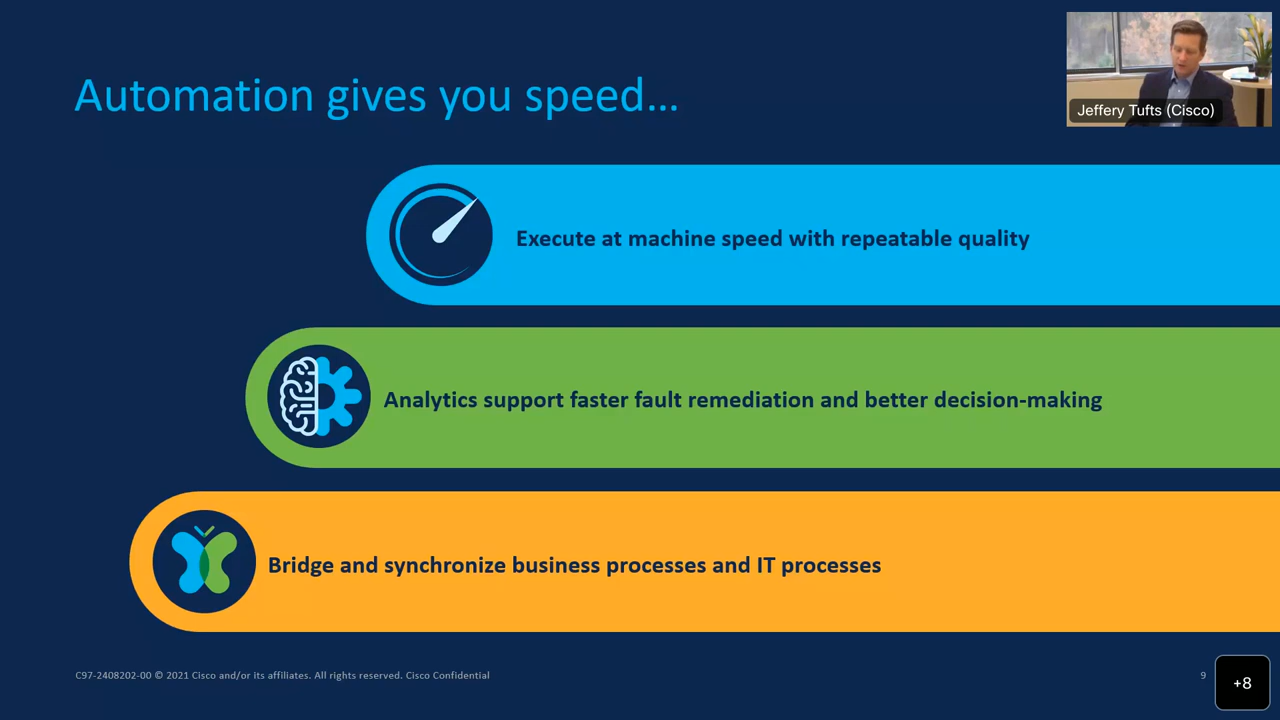 Automation gives you speed…
Jeffery Tufts (Cisco)
Execute at machine speed with repeatable quality
Analytics support faster fault remediation and better decision-making
Bridge and synchronize business processes and IT processes
C97-2408202-00 © 2021 Cisco and/or its affiliates. All rights reserved. Cisco Confidential
9
+8